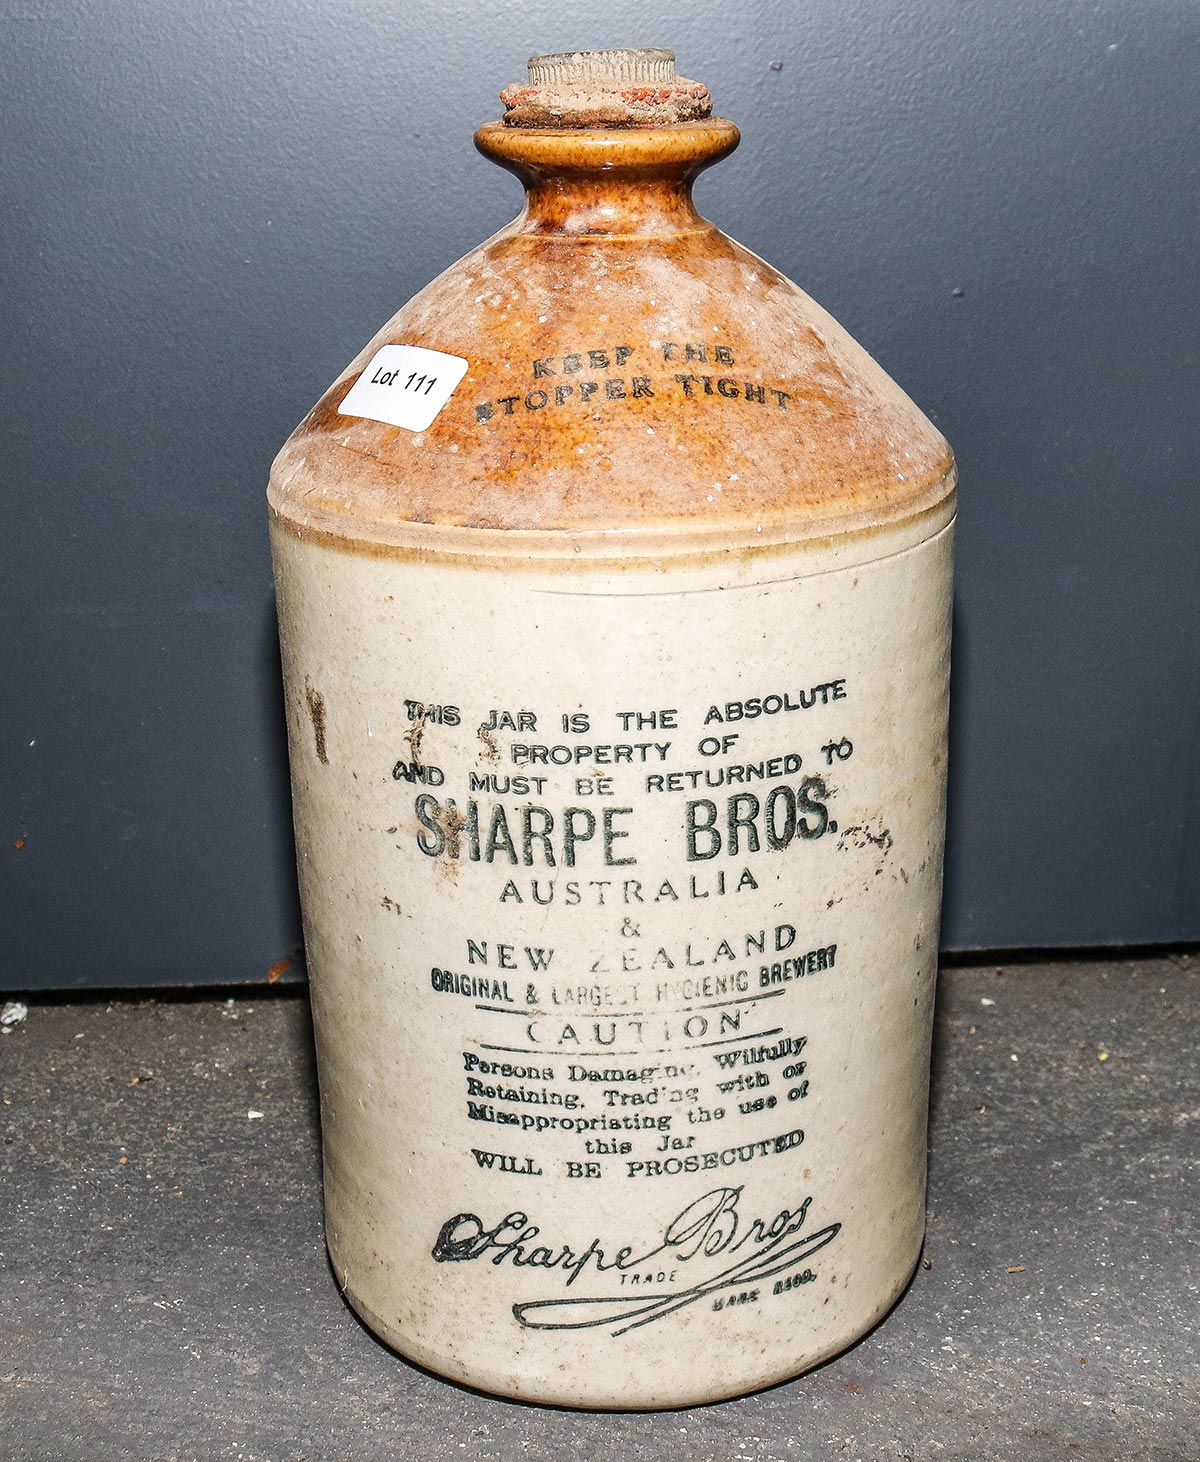 KEEP THE
STOPPER TIGHT
Lot 111
THIS JAR IS THE ABSOLUTE
PROPERTY OF
AND MUST BE RETURNED TO
SHARPE BROS.
AUSTRALIA
&
NEW ZEALAND
ORIGINAL & LARGEST HYGIENIC BREWERY
CAUTION
Persons Damaging, Wilfully
Retaining, Trading with or
Misappropriating the use of
this Jar
WILL BE PROSECUTED
Sharpe Bros
TRADE MARK REGD.